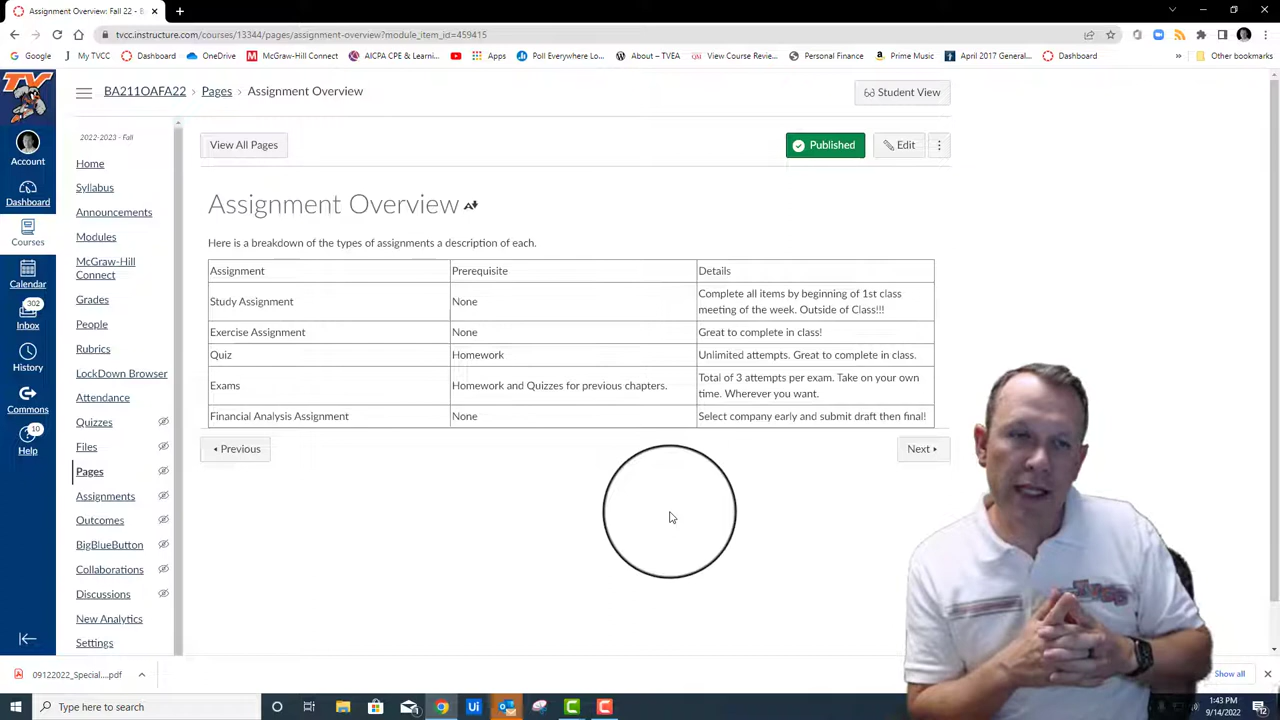 Assignment Overview: Fall 22 - B
tvcc.instructure.com/courses/13344/pages/assignment-overview?module_item_id=459415
Google
My TVCC
Dashboard
OneDrive
McGraw-Hill Connect
AICPA CPE & Learni...
Apps
Poll Everywhere Lo...
About – TVEA
View Course Revie...
Personal Finance
Prime Music
April 2017 General...
Dashboard
»
Other bookmarks
TV
BA211OAFA22 › Pages › Assignment Overview
Student View
2022-2023 - Fall
View All Pages
Published
Edit
Account
Dashboard
Courses
Calendar
302
Inbox
History
Commons
10
Help
Home
Syllabus
Announcements
Modules
McGraw-Hill
Connect
Grades
People
Rubrics
LockDown Browser
Attendance
Quizzes
Files
Pages
Assignments
Outcomes
BigBlueButton
Collaborations
Discussions
New Analytics
Settings
Assignment Overview
Here is a breakdown of the types of assignments a description of each.
Assignment Prerequisite Details
Study Assignment None Complete all items by beginning of 1st class
meeting of the week. Outside of Class!!!
Exercise Assignment None Great to complete in class!
Quiz Homework Unlimited attempts. Great to complete in class.
Exams Homework and Quizzes for previous chapters. Total of 3 attempts per exam. Take on your own
time. Wherever you want.
Financial Analysis Assignment None Select company early and submit draft then final!
Previous
Next
TVCC
09122022_Special....pdf
Show all
Type here to search
Ui
1:43 PM
9/14/2022
12